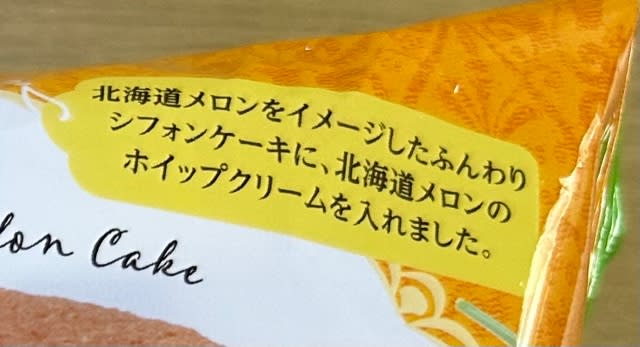 北海道メロンをイメージしたふんわり
シフォンケーキに、北海道メロンの
ホイップクリームを入れました。
Cake